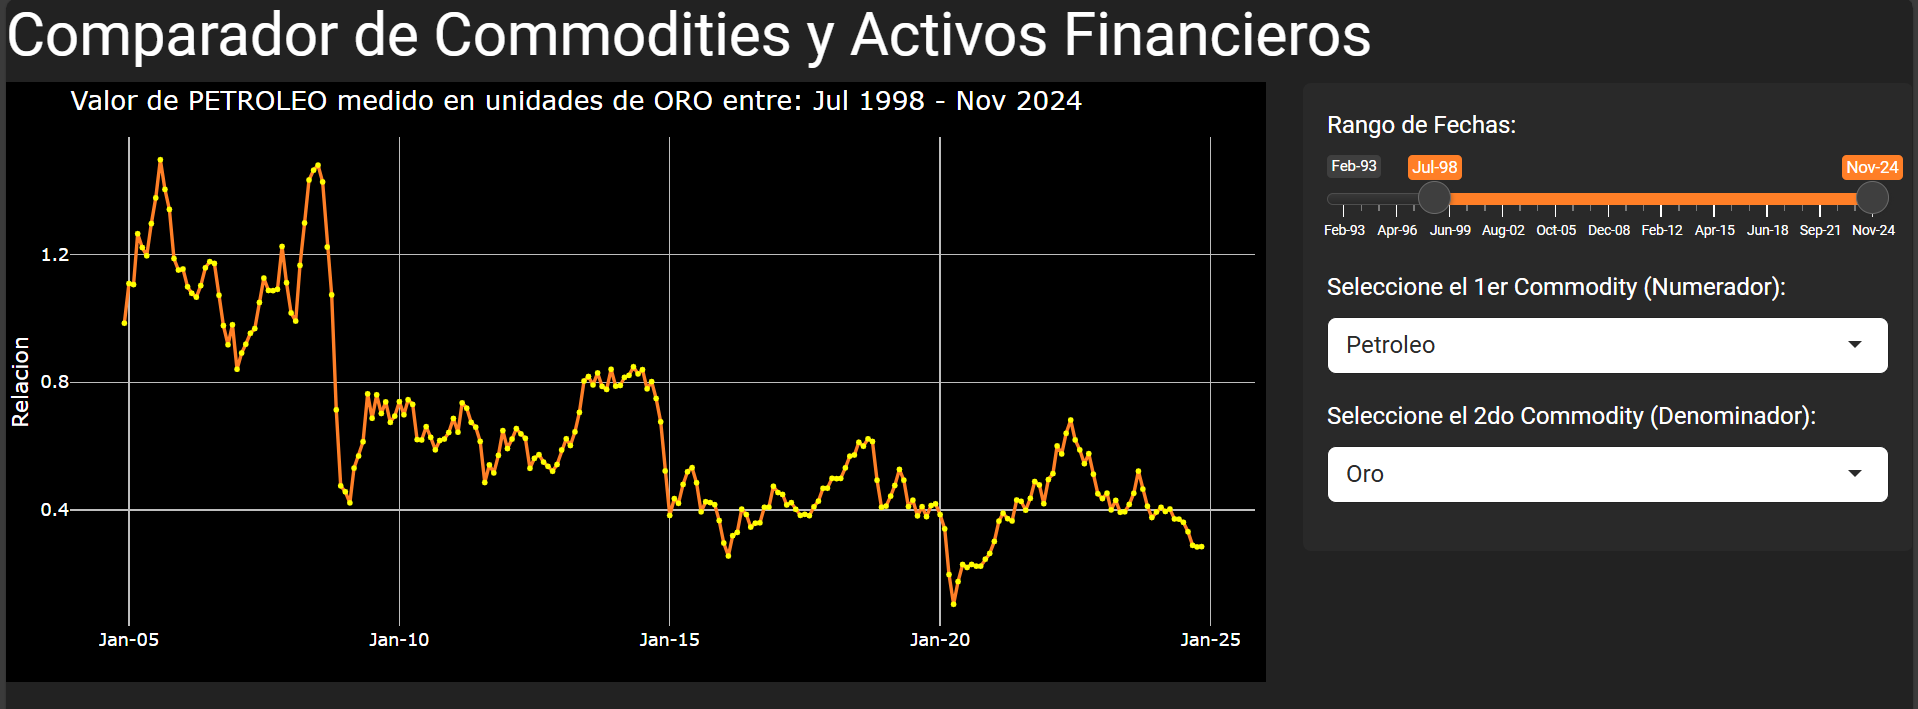 Comparador de Commodities y Activos Financieros
Valor de PETROLEO medido en unidades de ORO entre: Jul 1998 - Nov 2024
Relacion
1.2
0.8
0.4
Jan-05 Jan-10 Jan-15 Jan-20 Jan-25
Rango de Fechas:
Feb-93 Jul-98 Nov-24
Feb-93 Apr-96 Jun-99 Aug-02 Oct-05 Dec-08 Feb-12 Apr-15 Jun-18 Sep-21 Nov-24
Seleccione el 1er Commodity (Numerador):
Petroleo
Seleccione el 2do Commodity (Denominador):
Oro